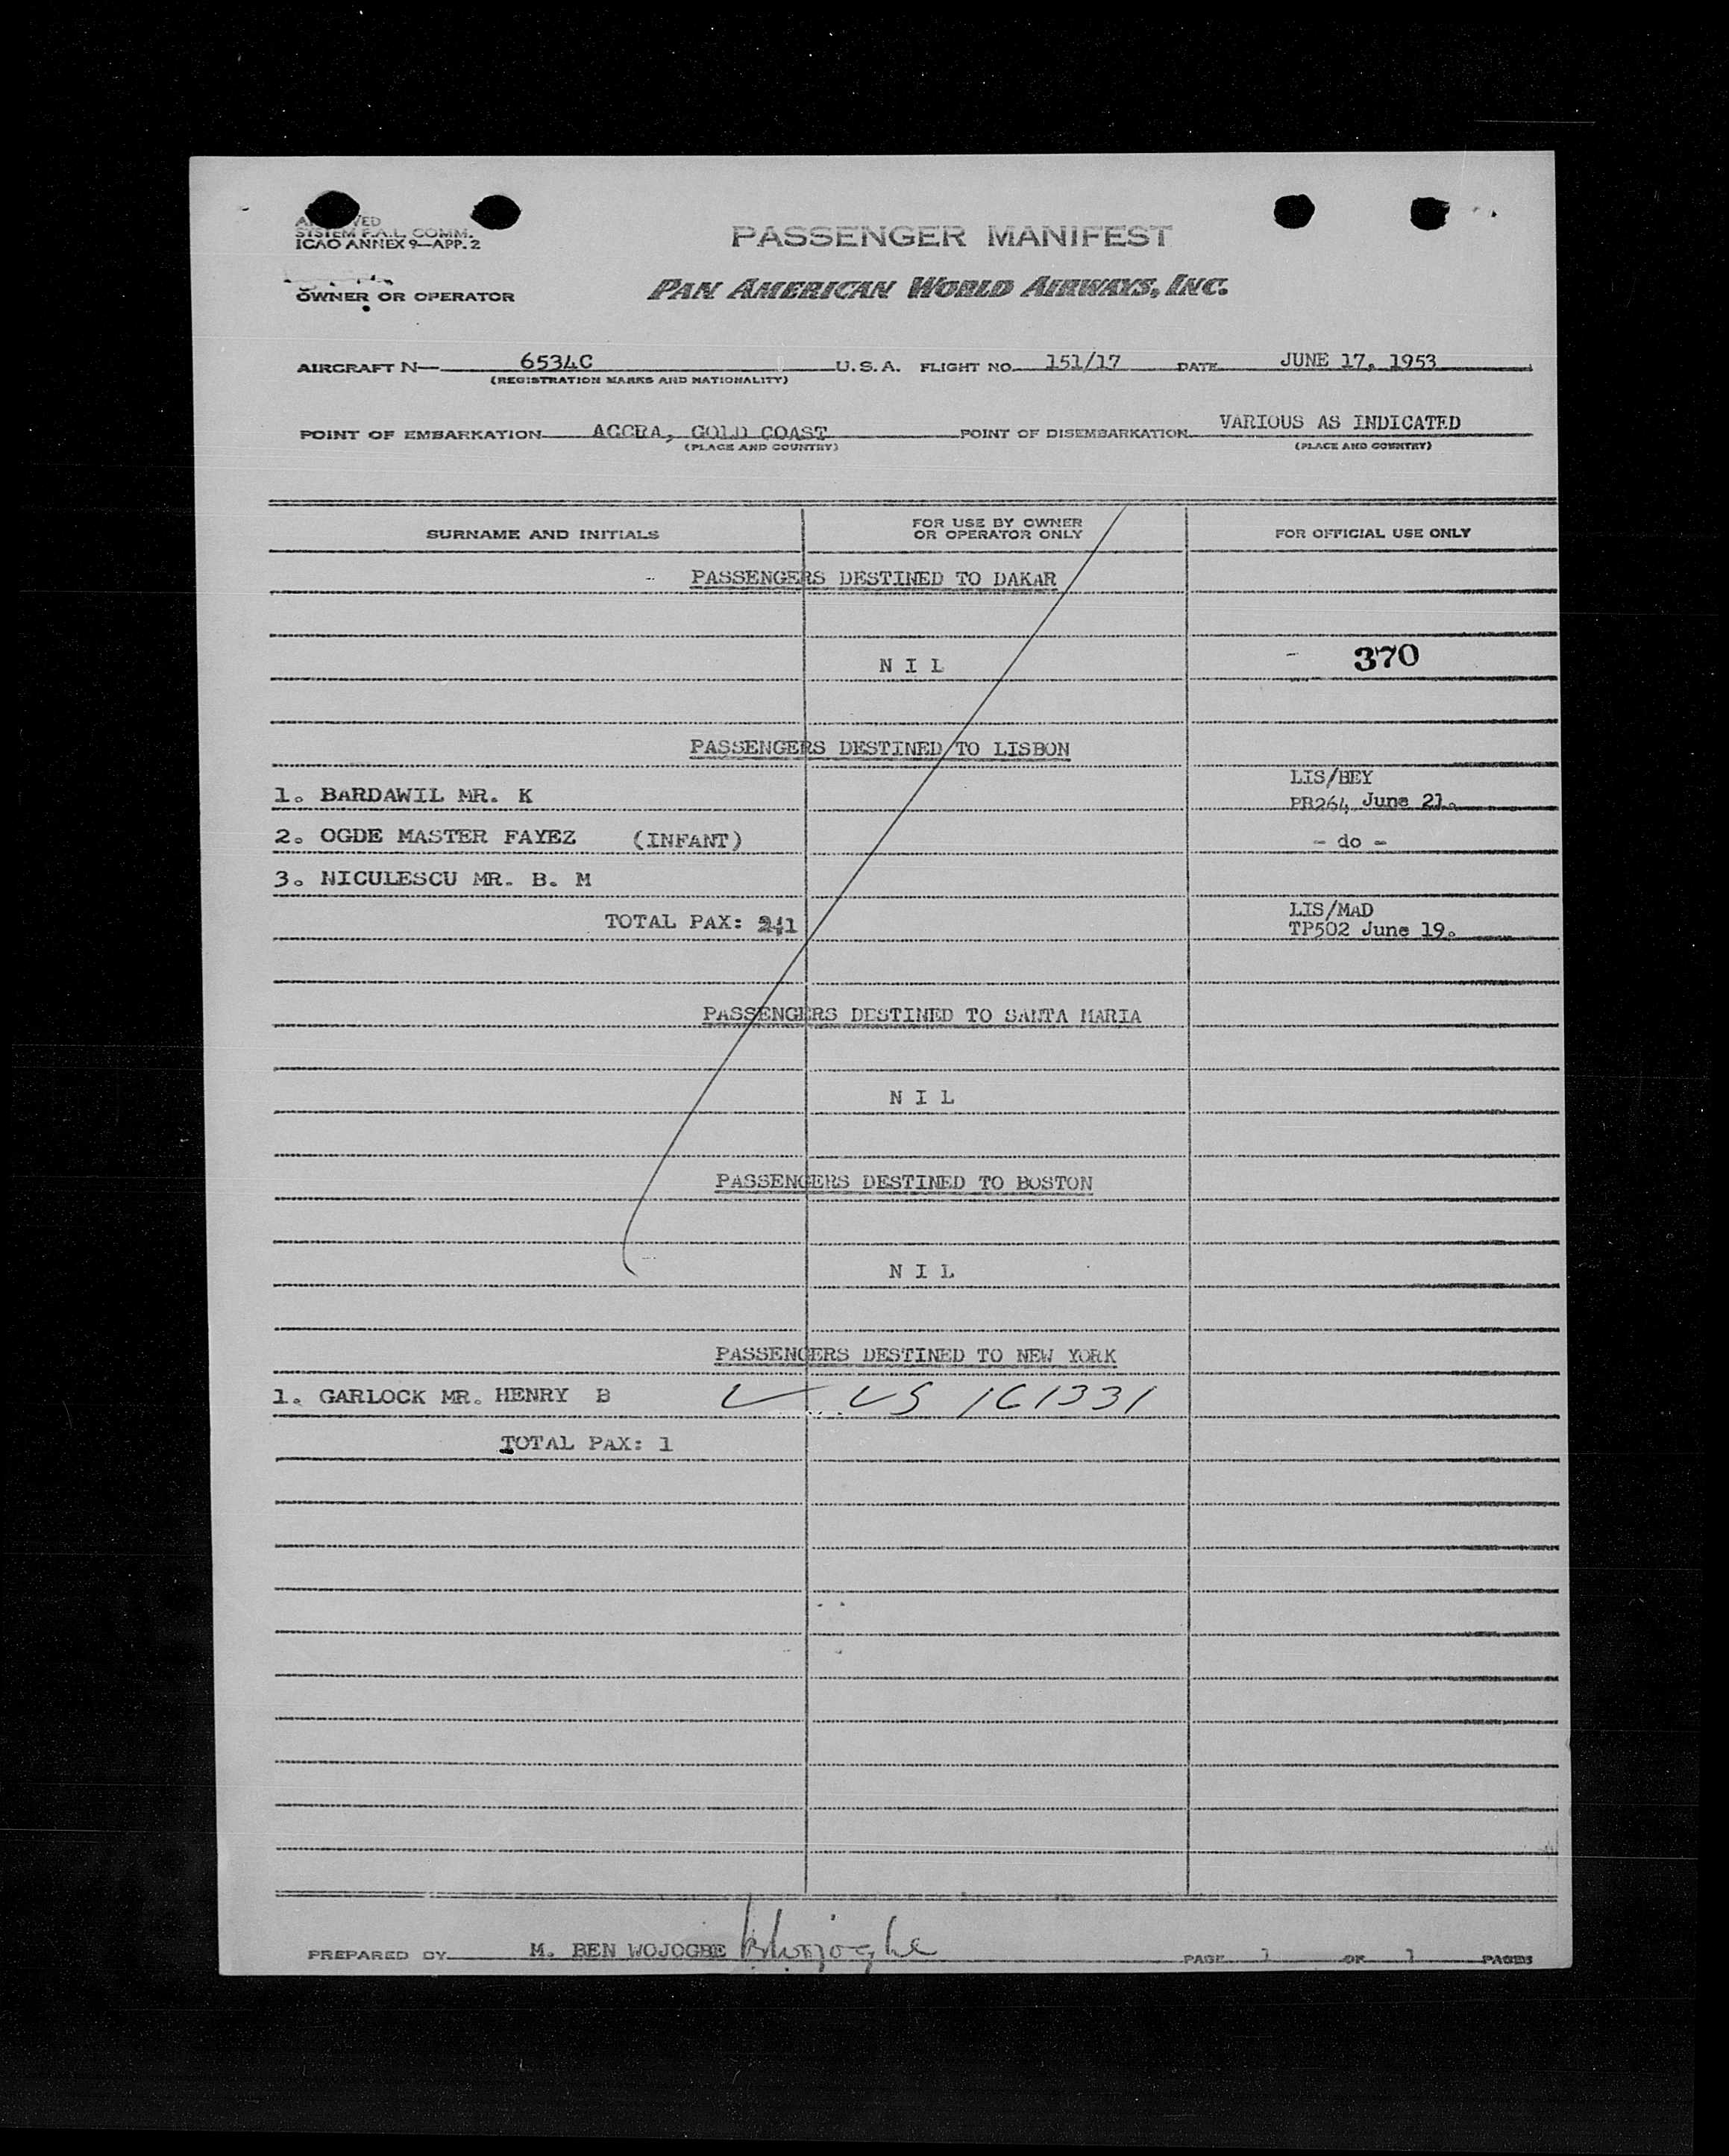 SYSTEM F.A.L. COMM.
ICAO ANNEX 9—APP. 2
PASSENGER MANIFEST
OWNER OR OPERATOR
PAN AMERICAN WORLD AIRWAYS, INC.
AIRCRAFT N— 6534C U.S.A. FLIGHT NO. 151/17 DATE JUNE 17, 1953
(REGISTRATION MARKS AND NATIONALITY)
POINT OF EMBARKATION ACCRA, GOLD COAST POINT OF DISEMBARKATION VARIOUS AS INDICATED
(PLACE AND COUNTRY) (PLACE AND COUNTRY)
SURNAME AND INITIALS FOR USE BY OWNER OR OPERATOR ONLY FOR OFFICIAL USE ONLY
PASSENGERS DESTINED TO DAKAR
N I L 370
PASSENGERS DESTINED TO LISBON
LIS/BEY
1. BARDAWIL MR. K PB264 June 21.
2. OGDE MASTER FAYEZ (INFANT) - do -
3. NICULESCU MR. B. M
LIS/MAD
TOTAL PAX: TP502 June 19.
PASSENGERS DESTINED TO SANTA MARIA
N I L
PASSENGERS DESTINED TO BOSTON
N I L
PASSENGERS DESTINED TO NEW YORK
1. GARLOCK MR. HENRY B US 161331
TOTAL PAX: 1
PREPARED BY M. BEN WOJOGBE PAGE 1 OF 1 PAGES